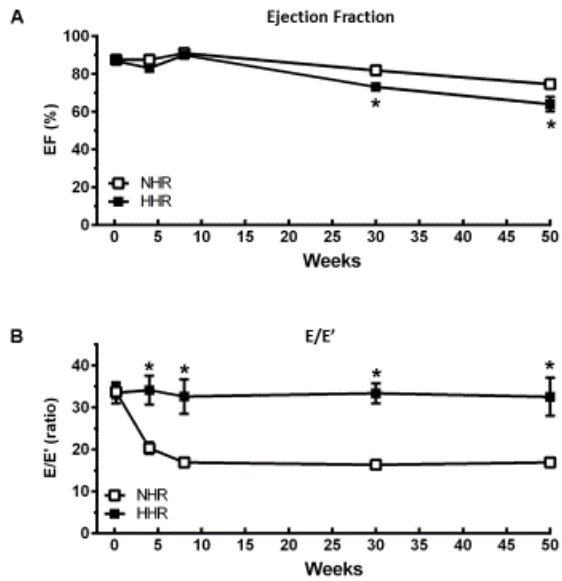 A
Ejection Fraction
100
80
60
40
20
0
EF (%)
NHR
HHR
*
*
0 5 10 15 20 25 30 35 40 45 50
Weeks
B
E/E'
40
30
20
10
0
E/E' (ratio)
* * * *
NHR
HHR
0 5 10 15 20 25 30 35 40 45 50
Weeks